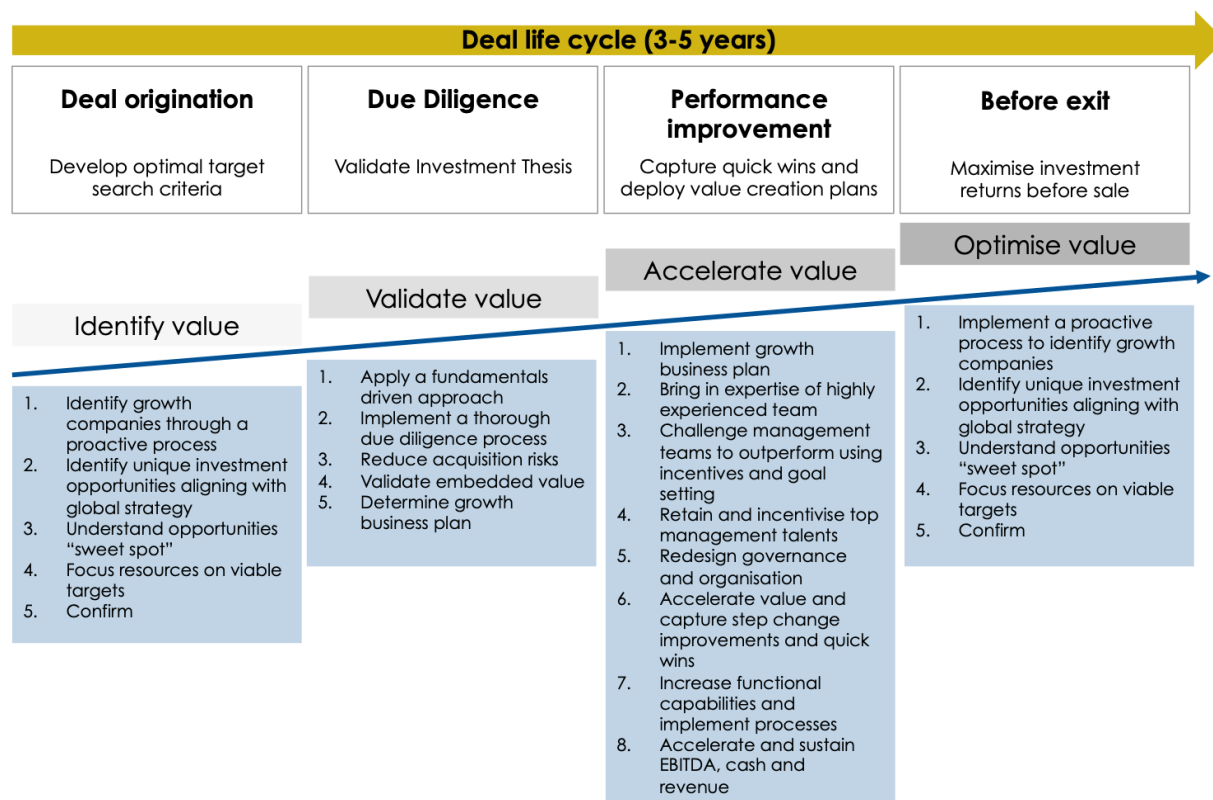 Deal life cycle (3-5 years)
Deal origination
Develop optimal target
search criteria
Due Diligence
Validate Investment Thesis
Performance
improvement
Capture quick wins and
deploy value creation plans
Before exit
Maximise investment
returns before sale
Identify value
Validate value
Accelerate value
Optimise value
1. Identify growth
companies through a
proactive process
2. Identify unique investment
opportunities aligning with
global strategy
3. Understand opportunities
“sweet spot”
4. Focus resources on viable
targets
5. Confirm
1. Apply a fundamentals
driven approach
2. Implement a thorough
due diligence process
3. Reduce acquisition risks
4. Validate embedded value
5. Determine growth
business plan
1. Implement growth
business plan
2. Bring in expertise of highly
experienced team
3. Challenge management
teams to outperform using
incentives and goal
setting
4. Retain and incentivise top
management talents
5. Redesign governance
and organisation
6. Accelerate value and
capture step change
improvements and quick
wins
7. Increase functional
capabilities and
implement processes
8. Accelerate and sustain
EBITDA, cash and
revenue
1. Implement a proactive
process to identify growth
companies
2. Identify unique investment
opportunities aligning with
global strategy
3. Understand opportunities
“sweet spot”
4. Focus resources on viable
targets
5. Confirm